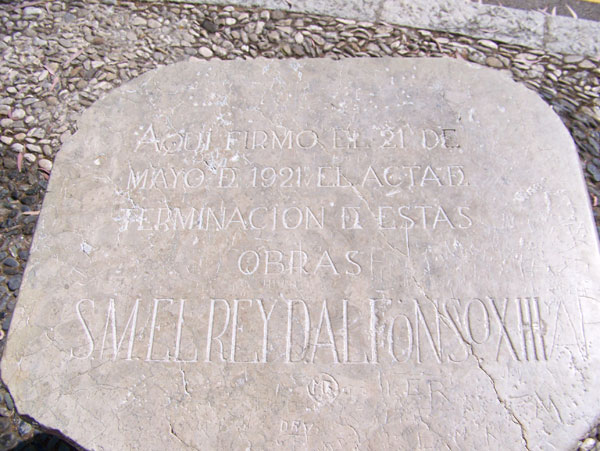 AQUI FIRMO EL 21 DE
MAYO D. 1921 EL ACTA D.
TERMINACION D ESTAS
OBRAS
S.M.EL REY D ALFONSO XIII